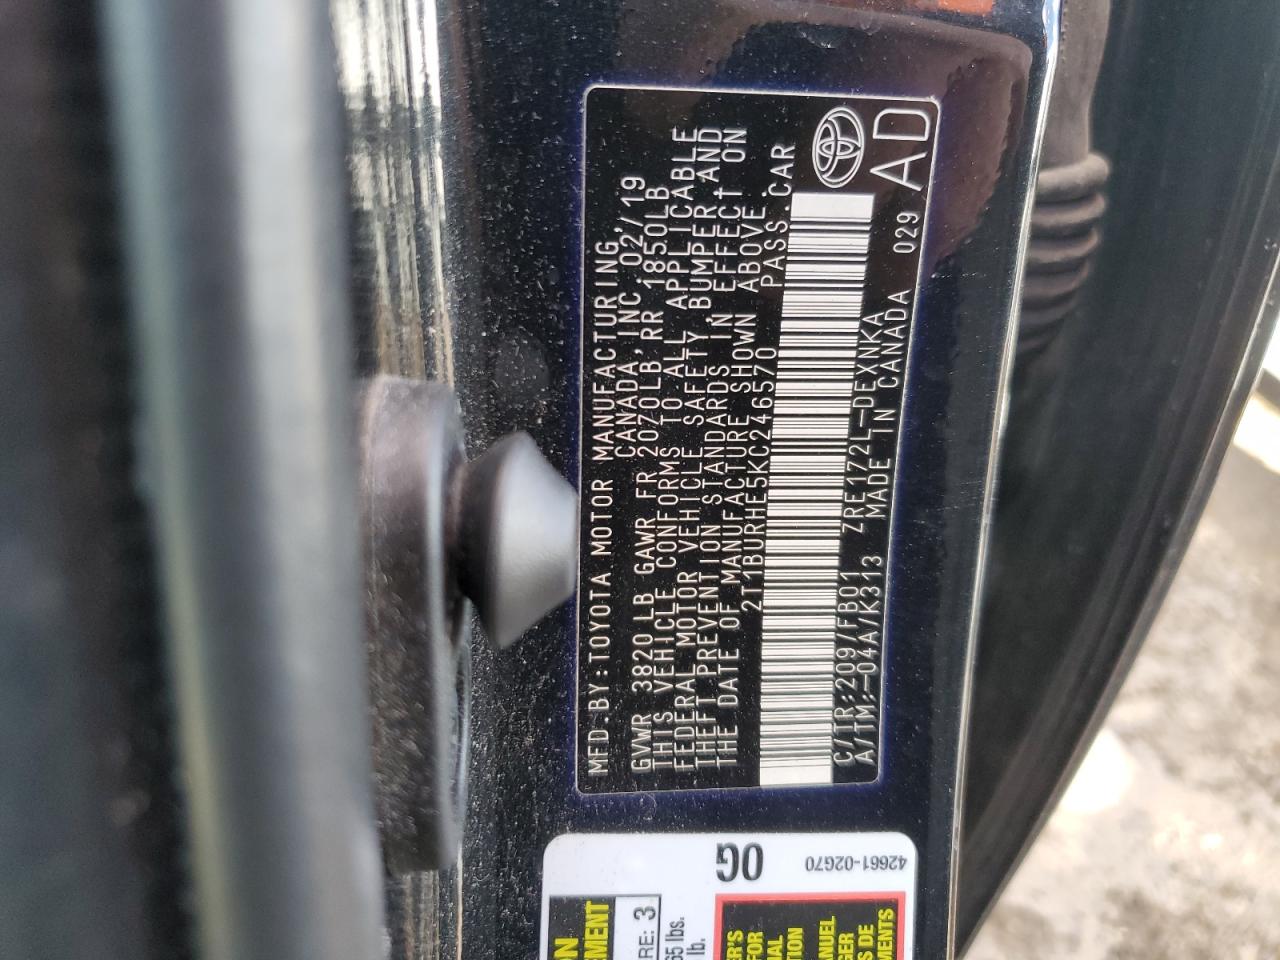 MFD.BY:TOYOTA MOTOR MANUFACTURING,
CANADA,INC. 02/19
GVWR 3820 LB GAWR FR 2070LB,RR 1850LB
THIS VEHICLE CONFORMS TO ALL APPLICABLE
FEDERAL MOTOR VEHICLE SAFETY, BUMPER,AND
THEFT PREVENTION STANDARDS IN EFFECT ON
THE DATE OF MANUFACTURE SHOWN ABOVE.
2T1BURHE5KC246570 PASS.CAR
C/TR:209/FB01 ZRE172L-DEXNKA 029
A/TM:-04A/K313 MADE IN CANADA
AD
0G
42661-02G70
3
lb.